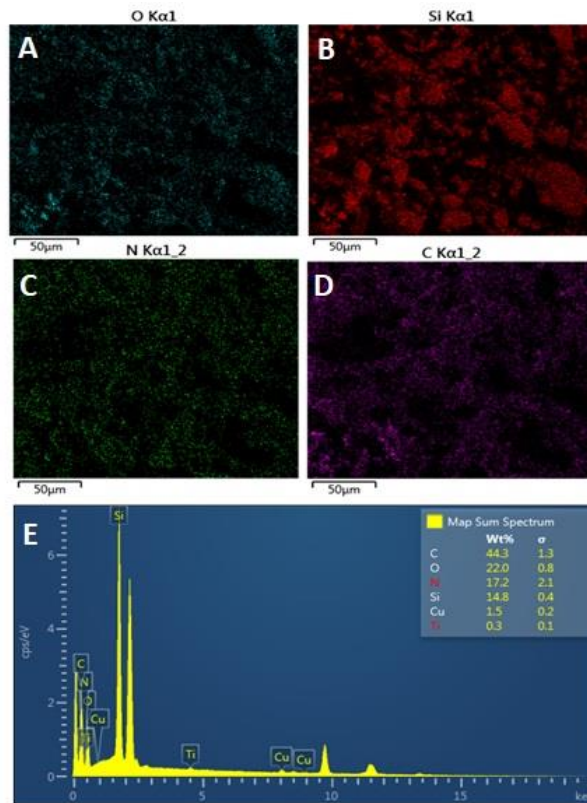 O Kα1
Si Kα1
A
B
50µm
50µm
N Kα1_2
C Kα1_2
C
D
50µm
50µm
E
Si
Map Sum Spectrum
Wt% σ
C 44.3 1.3
O 22.0 0.8
N 17.2 2.1
Si 14.8 0.4
Cu 1.5 0.2
Ti 0.3 0.1
6
cps/eV
4
C
N
O
2
Cu
Ti
Cu
Cu
0
0
5
10
15